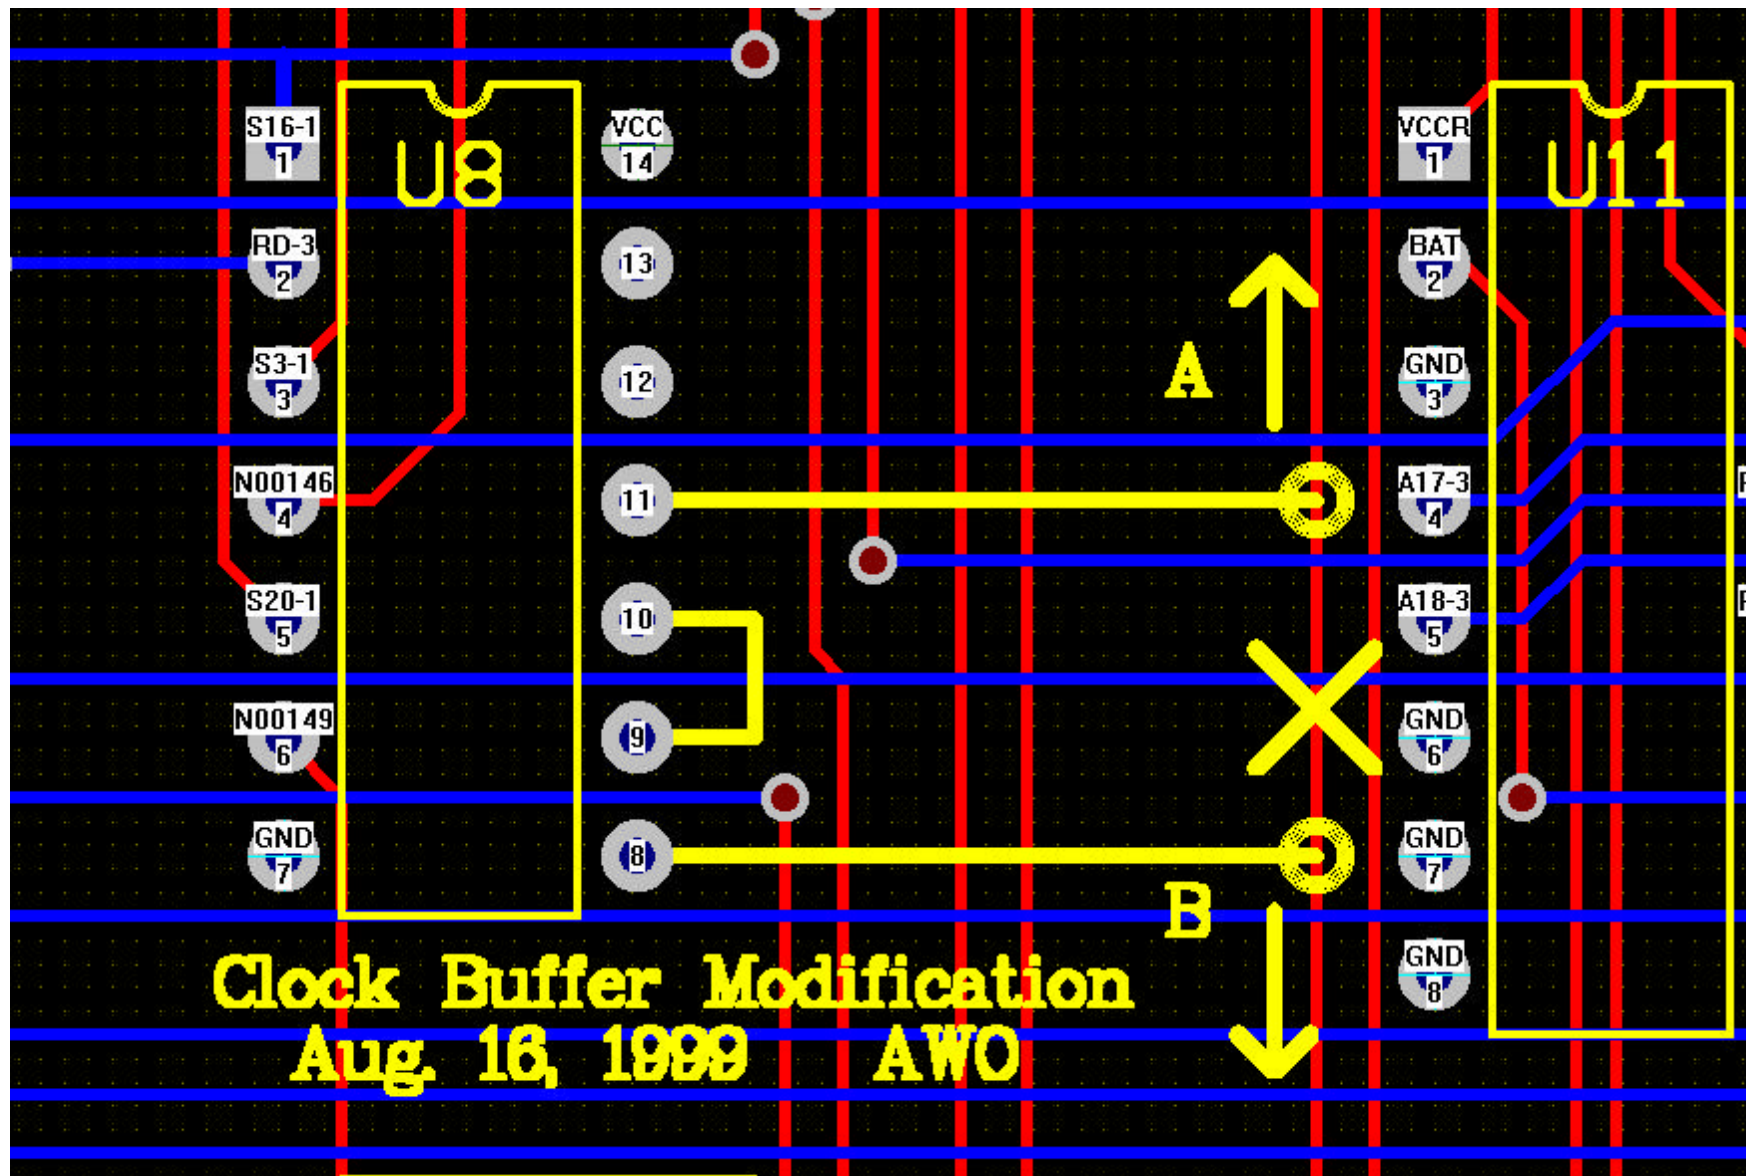 S16-1
1
VCC
14
U8
VCCR
1
U11
RD-3
2
13
BAT
2
S3-1
3
12
A
GND
3
N00146
4
11
A17-3
4
S20-1
5
10
A18-3
5
N00149
6
9
GND
6
GND
7
8
GND
7
B
GND
8
Clock Buffer Modification
Aug. 16, 1999 AWO